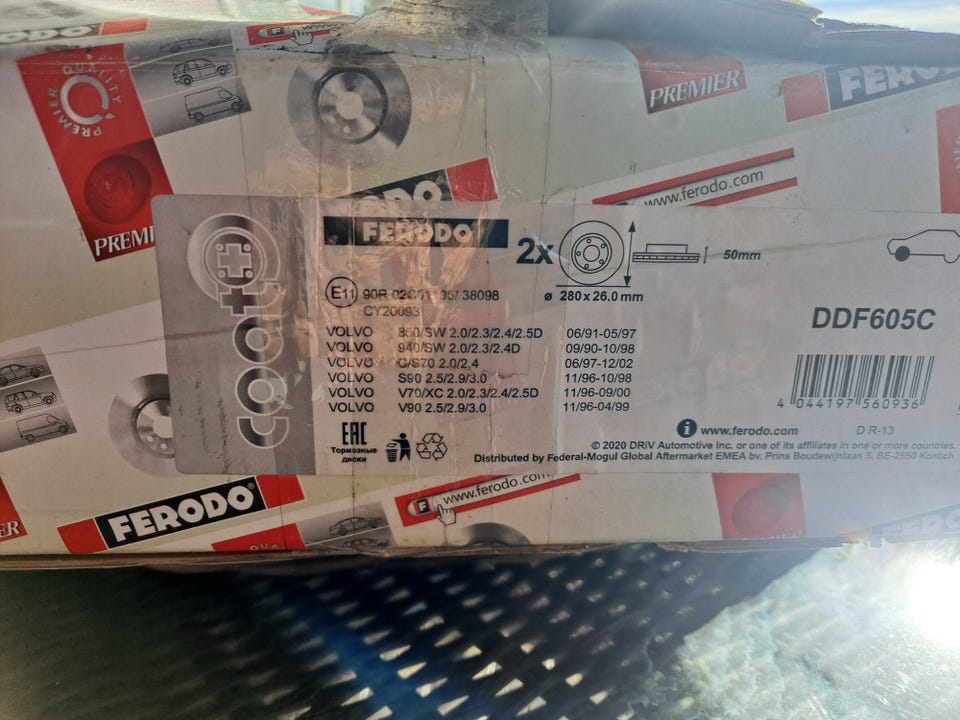 QUALITY
PREMIER
PREMIER
FERODO
www.ferodo.com
coat+
FERODO
2x
50mm
ø 280 x 26.0 mm
E11 90R-02C01195/ 38098
CY20093
VOLVO 850/SW 2.0/2.3/2.4/2.5D 06/91-05/97
VOLVO 940/SW 2.0/2.3/2.4D 09/90-10/98
VOLVO C/S70 2.0/2,4 06/97-12/02
VOLVO S90 2.5/2.9/3.0 11/96-10/98
VOLVO V70/XC 2.0/2.3/2.4/2.5D 11/96-09/00
VOLVO V90 2.5/2.9/3.0 11/96-04/99
DDF605C
4 044197 560936
EAC
Тормозные
диски
i www.ferodo.com D R-13
© 2020 DRiV Automotive Inc. or one of its affiliates in one or more countries.
Distributed by Federal-Mogul Global Aftermarket EMEA bv. Prins Boudewijnlaan 5, BE-2550 Kontich
FERODO
F www.ferodo.com